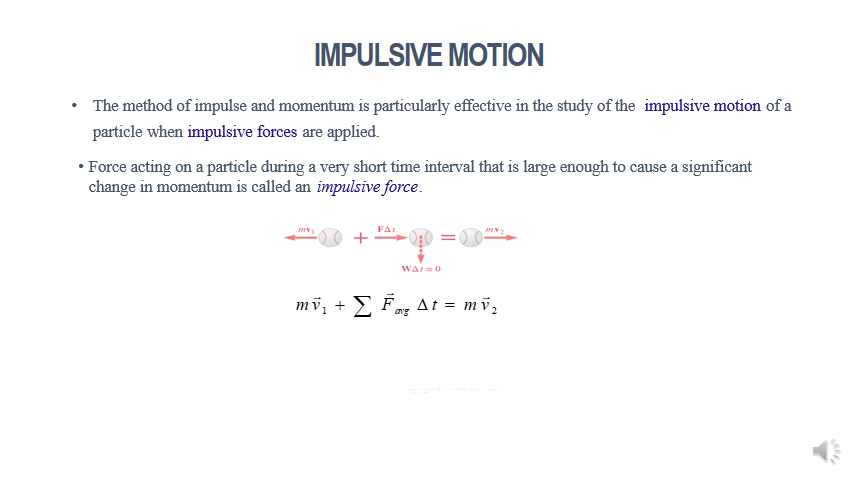 IMPULSIVE MOTION
• The method of impulse and momentum is particularly effective in the study of the impulsive motion of a
particle when impulsive forces are applied.
• Force acting on a particle during a very short time interval that is large enough to cause a significant
change in momentum is called an impulsive force.
mv₁ + FΔt = mv₂
WΔt ≈ 0
m v⃗₁ + ∑ F⃗avg Δt = m v⃗₂